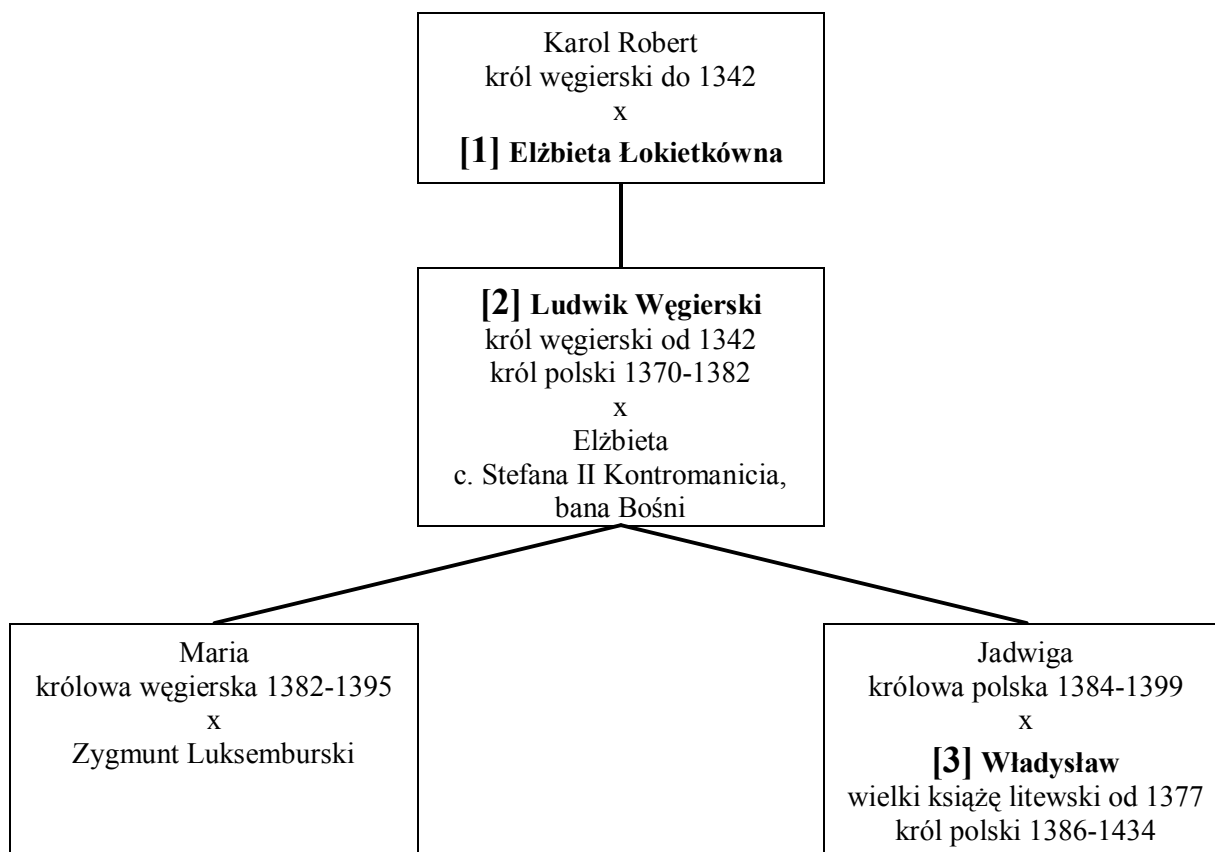 Karol Robert
król węgierski do 1342
x
[1] Elżbieta Łokietkówna
[2] Ludwik Węgierski
król węgierski od 1342
król polski 1370-1382
x
Elżbieta
c. Stefana II Kontromanicia,
bana Bośni
Maria
królowa węgierska 1382-1395
x
Zygmunt Luksemburski
Jadwiga
królowa polska 1384-1399
x
[3] Władysław
wielki książę litewski od 1377
król polski 1386-1434